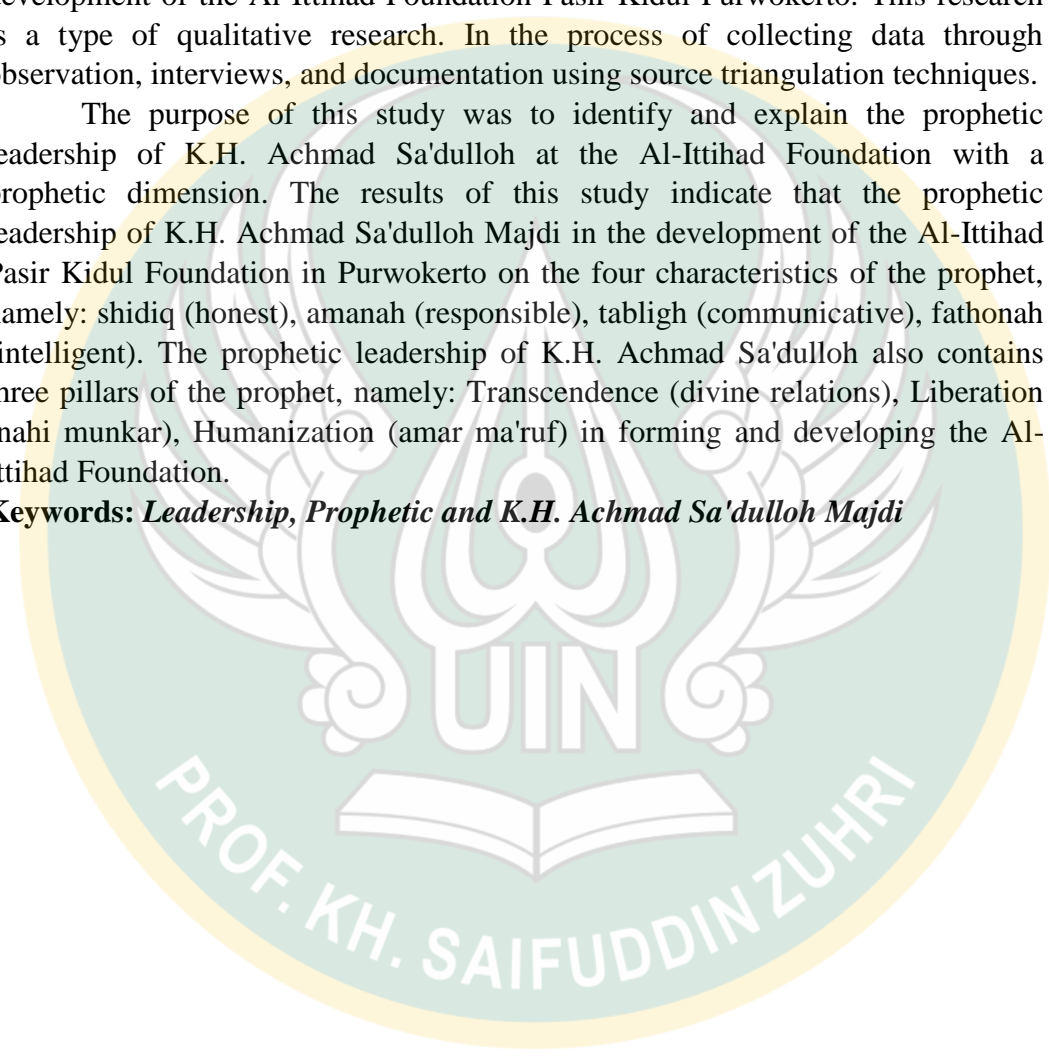 development of the Al-Ittihad Foundation Pasir Kidul Purwokerto. This research
s a type of qualitative research. In the process of collecting data through
observation, interviews, and documentation using source triangulation techniques.
The purpose of this study was to identify and explain the prophetic
eadership of K.H. Achmad Sa'dulloh at the Al-Ittihad Foundation with a
prophetic dimension. The results of this study indicate that the prophetic
eadership of K.H. Achmad Sa'dulloh Majdi in the development of the Al-Ittihad
Pasir Kidul Foundation in Purwokerto on the four characteristics of the prophet,
namely: shidiq (honest), amanah (responsible), tabligh (communicative), fathonah
intelligent). The prophetic leadership of K.H. Achmad Sa'dulloh also contains
three pillars of the prophet, namely: Transcendence (divine relations), Liberation
nahi munkar), Humanization (amar ma'ruf) in forming and developing the Al-
Ittihad Foundation.
Keywords: Leadership, Prophetic and K.H. Achmad Sa'dulloh Majdi
UIN
PROF. KH. SAIFUDDIN ZUHRI